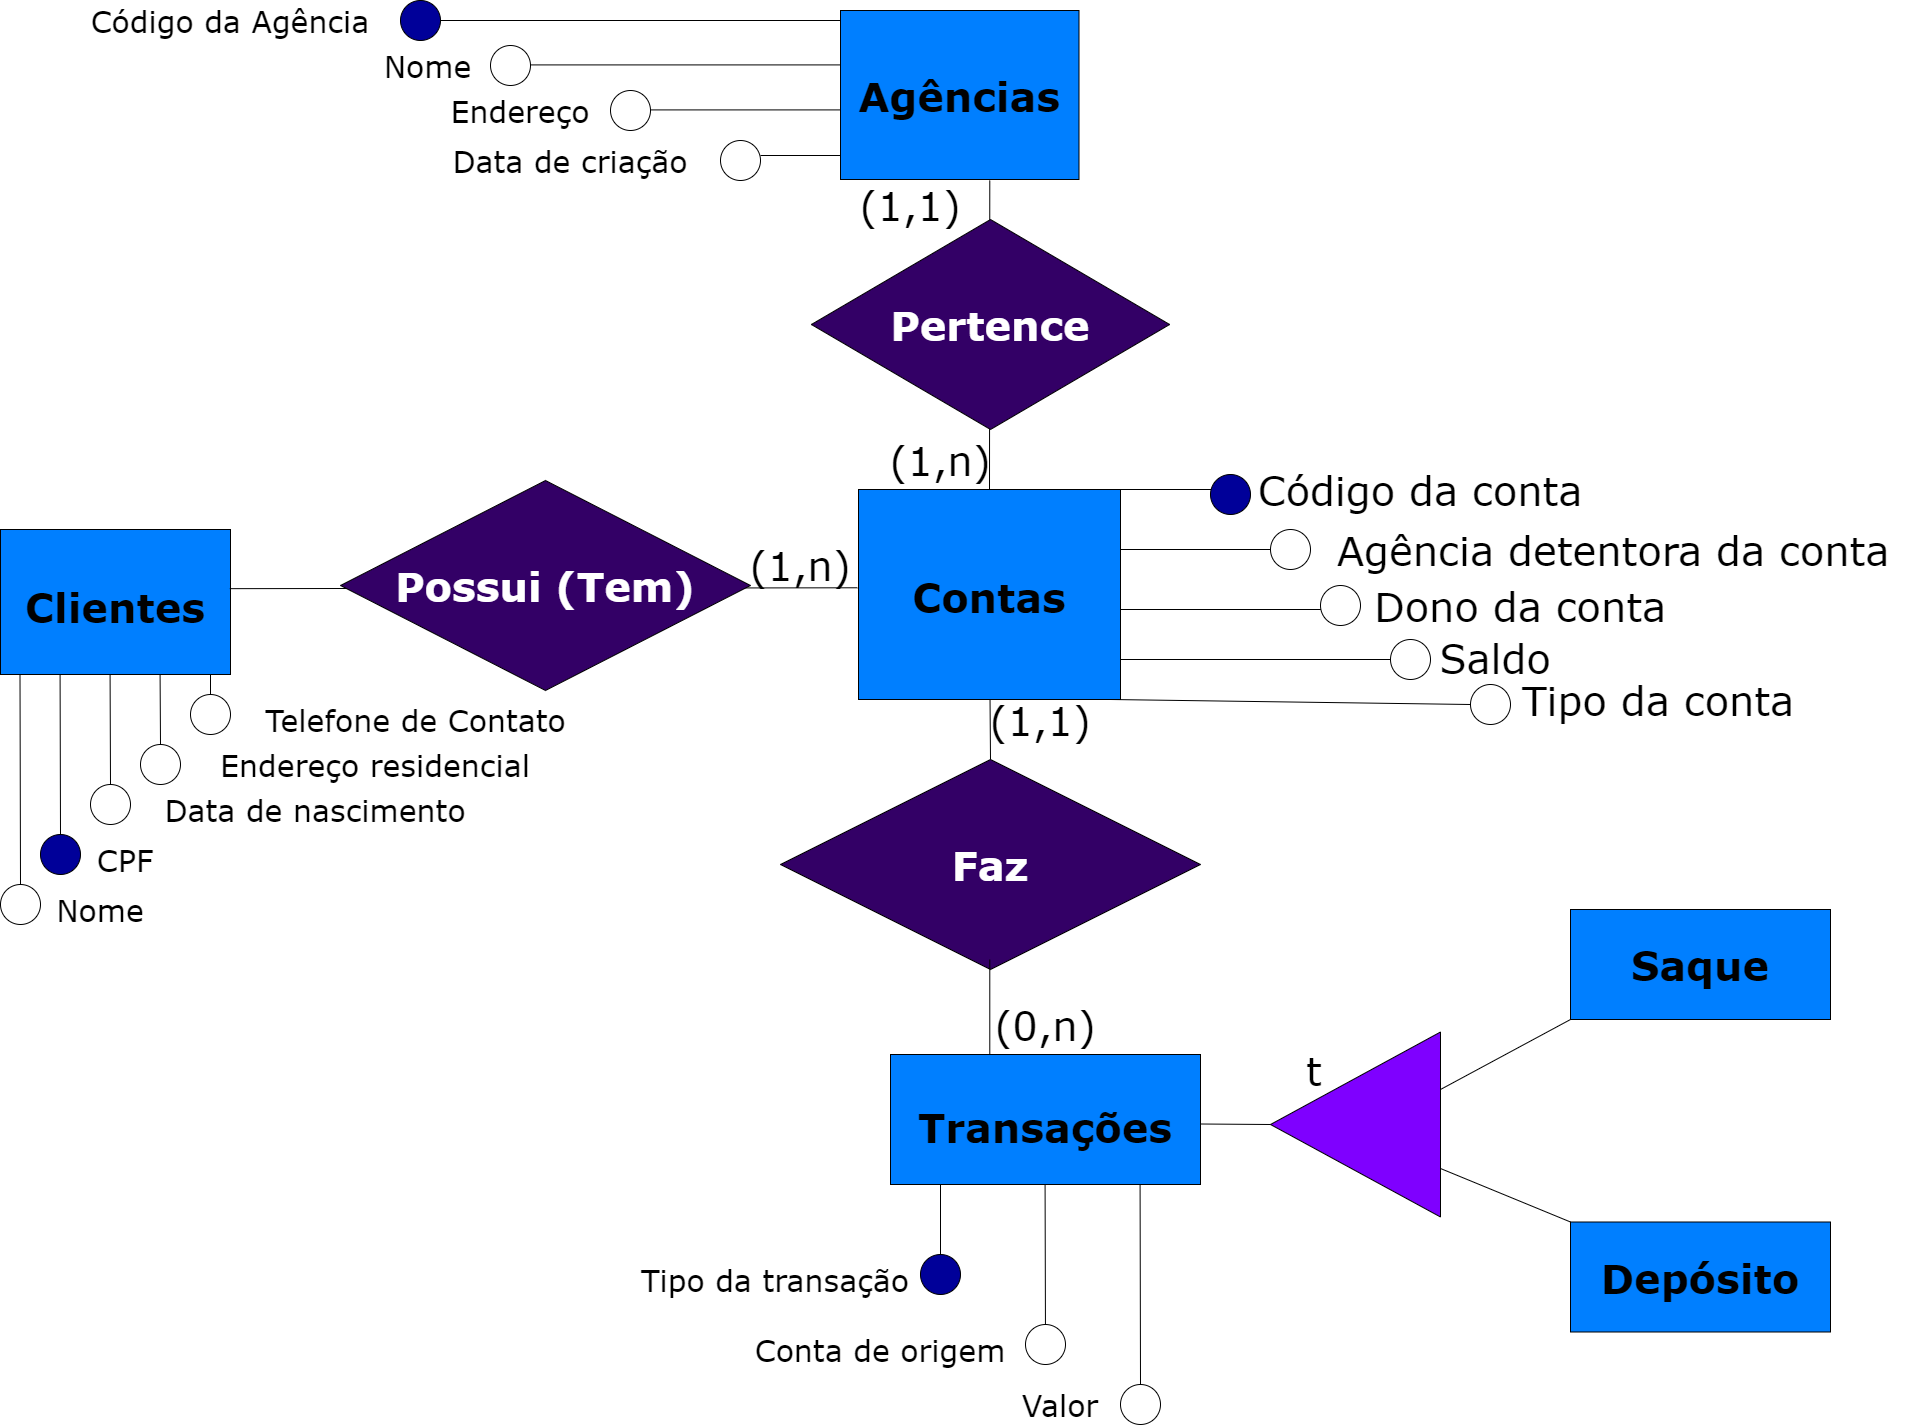 Código da Agência
Nome
Endereço
Data de criação
Agências
(1,1)
Pertence
(1,n)
Código da conta
Agência detentora da conta
Dono da conta
Saldo
Tipo da conta
Contas
(1,n)
Possui (Tem)
Clientes
Telefone de Contato
Endereço residencial
Data de nascimento
CPF
Nome
(1,1)
Faz
(0,n)
Transações
t
Saque
Depósito
Tipo da transação
Conta de origem
Valor